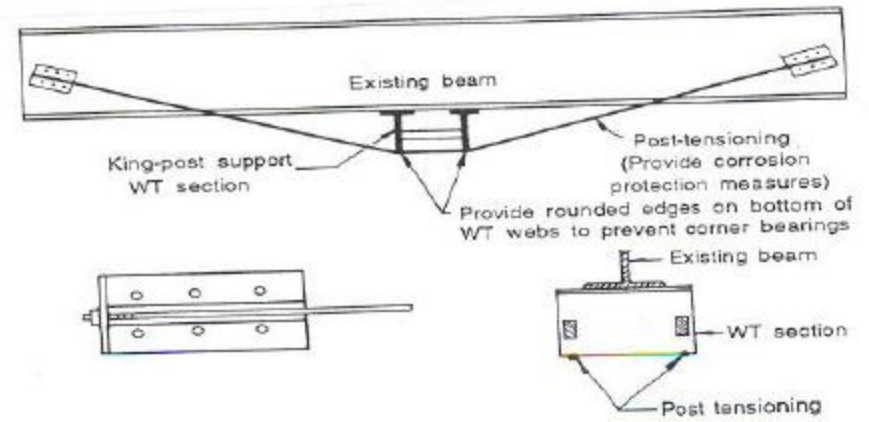 Existing beam
King-post support
WT section
Post-tensioning
(Provide corrosion
protection measures)
Provide rounded edges on bottom of
WT webs to prevent corner bearings
Existing beam
WT section
Post tensioning